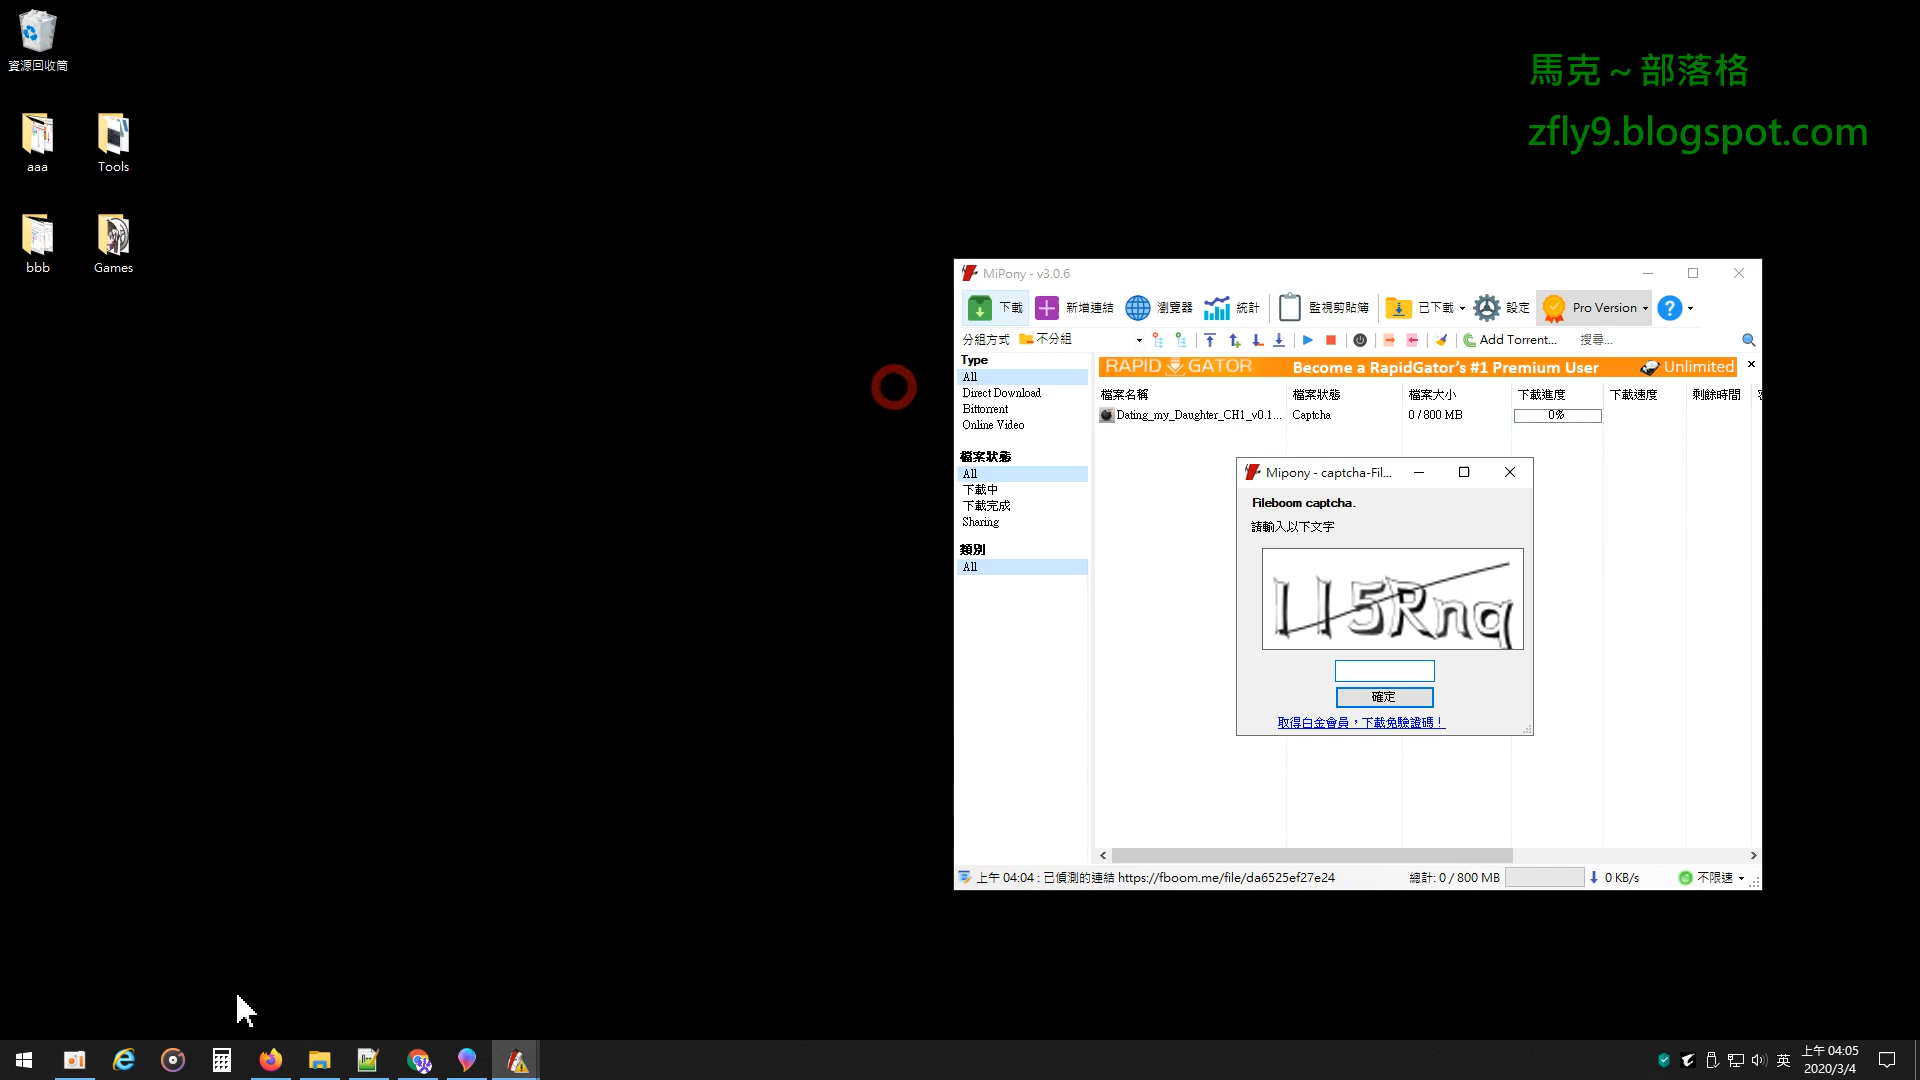 資源回收筒
aaa
Tools
bbb
Games
馬克～部落格
zfly9.blogspot.com
MiPony - v3.0.6
下載 新增連結 瀏覽器 統計 監視剪貼簿 已下載 設定 Pro Version
分組方式 不分組 Add Torrent... 搜尋...
Type
All
Direct Download
Bittorrent
Online Video
檔案狀態
All
下載中
下載完成
Sharing
類別
All
RAPID GATOR Become a RapidGator's #1 Premium User Unlimited
檔案名稱 檔案狀態 檔案大小 下載進度 下載速度 剩餘時間
Dating_my_Daughter_CH1_v0.1... Captcha 0 / 800 MB 0%
Mipony - captcha-Fil...
Fileboom captcha.
請輸入以下文字
115Rnq
確定
取得白金會員，下載免驗證碼！
上午 04:04 : 已偵測的連結 https://fboom.me/file/da6525ef27e24 總計: 0 / 800 MB 0 KB/s 不限速
英
上午 04:05
2020/3/4